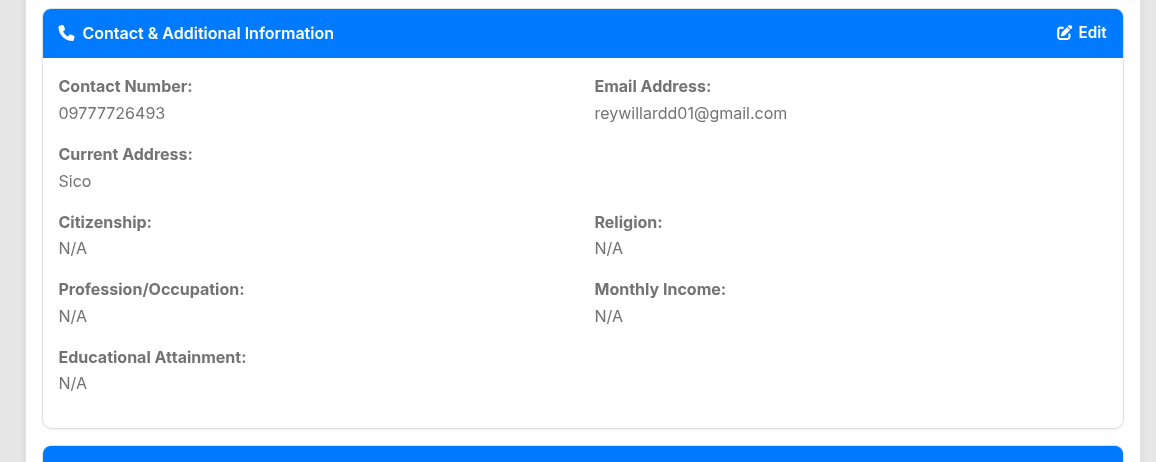 Contact & Additional Information
Edit
Contact Number:
09777726493
Email Address:
reywillardd01@gmail.com
Current Address:
Sico
Citizenship:
N/A
Religion:
N/A
Profession/Occupation:
N/A
Monthly Income:
N/A
Educational Attainment:
N/A